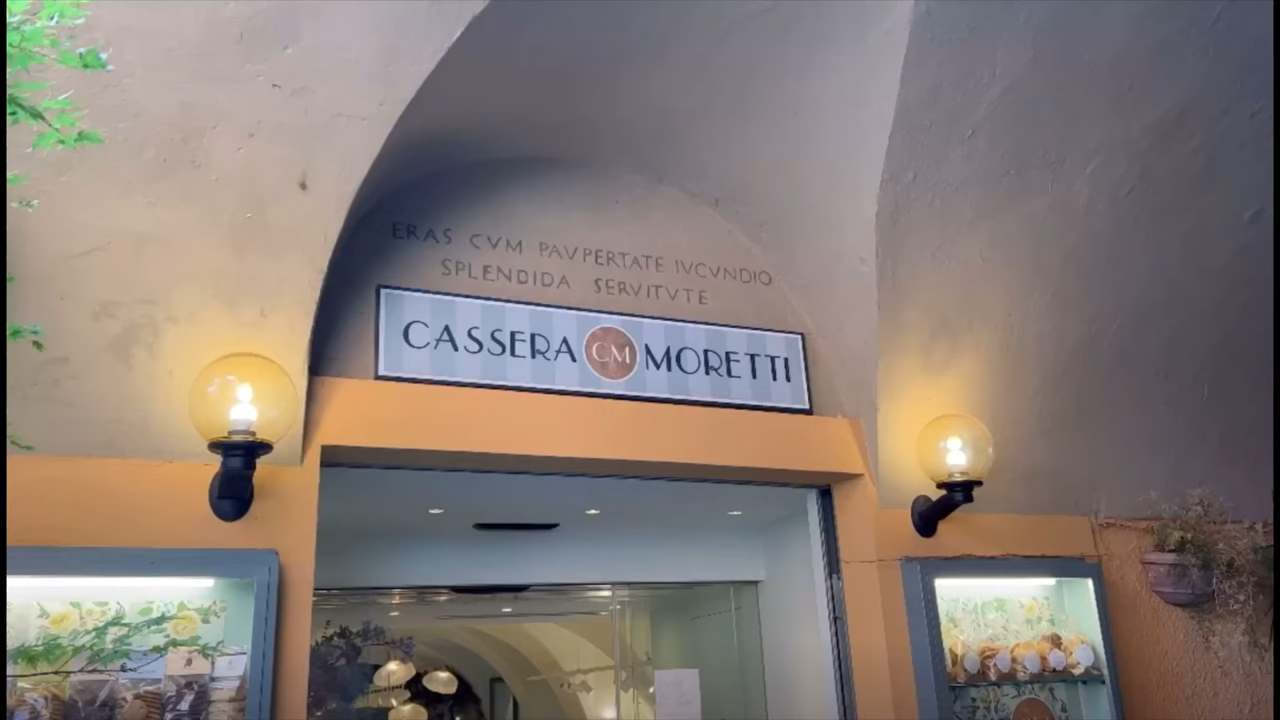 ERAS CVM PAVPERTATE IVCVNDIO
SPLENDIDA SERVITVTE
CASSERA CM MORETTI